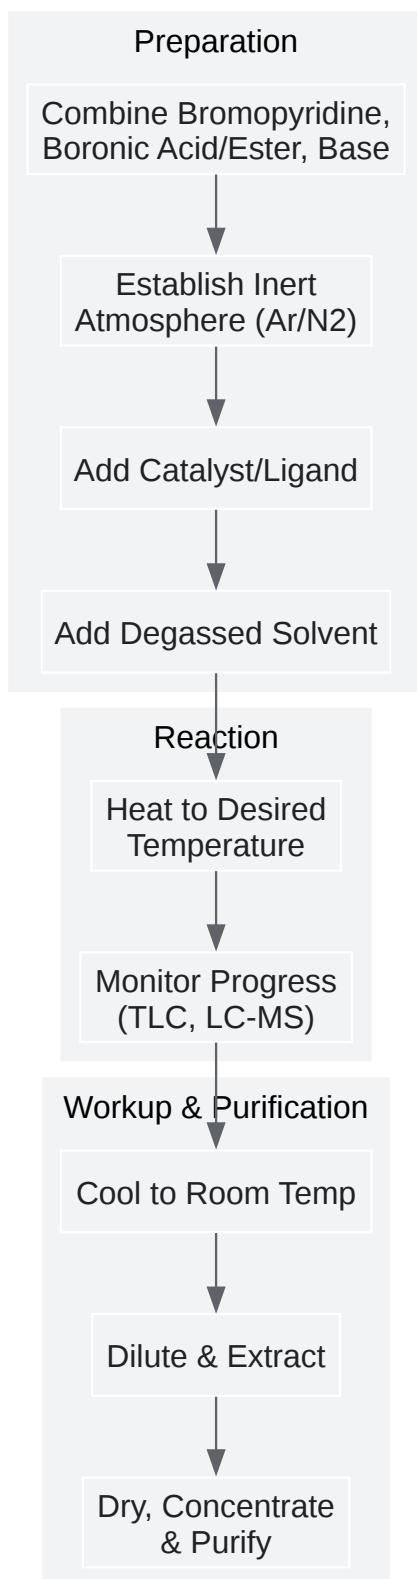 Preparation
Combine Bromopyridine,
Boronic Acid/Ester, Base
Establish Inert
Atmosphere (Ar/N2)
Add Catalyst/Ligand
Add Degassed Solvent
Reaction
Heat to Desired
Temperature
Monitor Progress
(TLC, LC-MS)
Workup & Purification
Cool to Room Temp
Dilute & Extract
Dry, Concentrate
& Purify